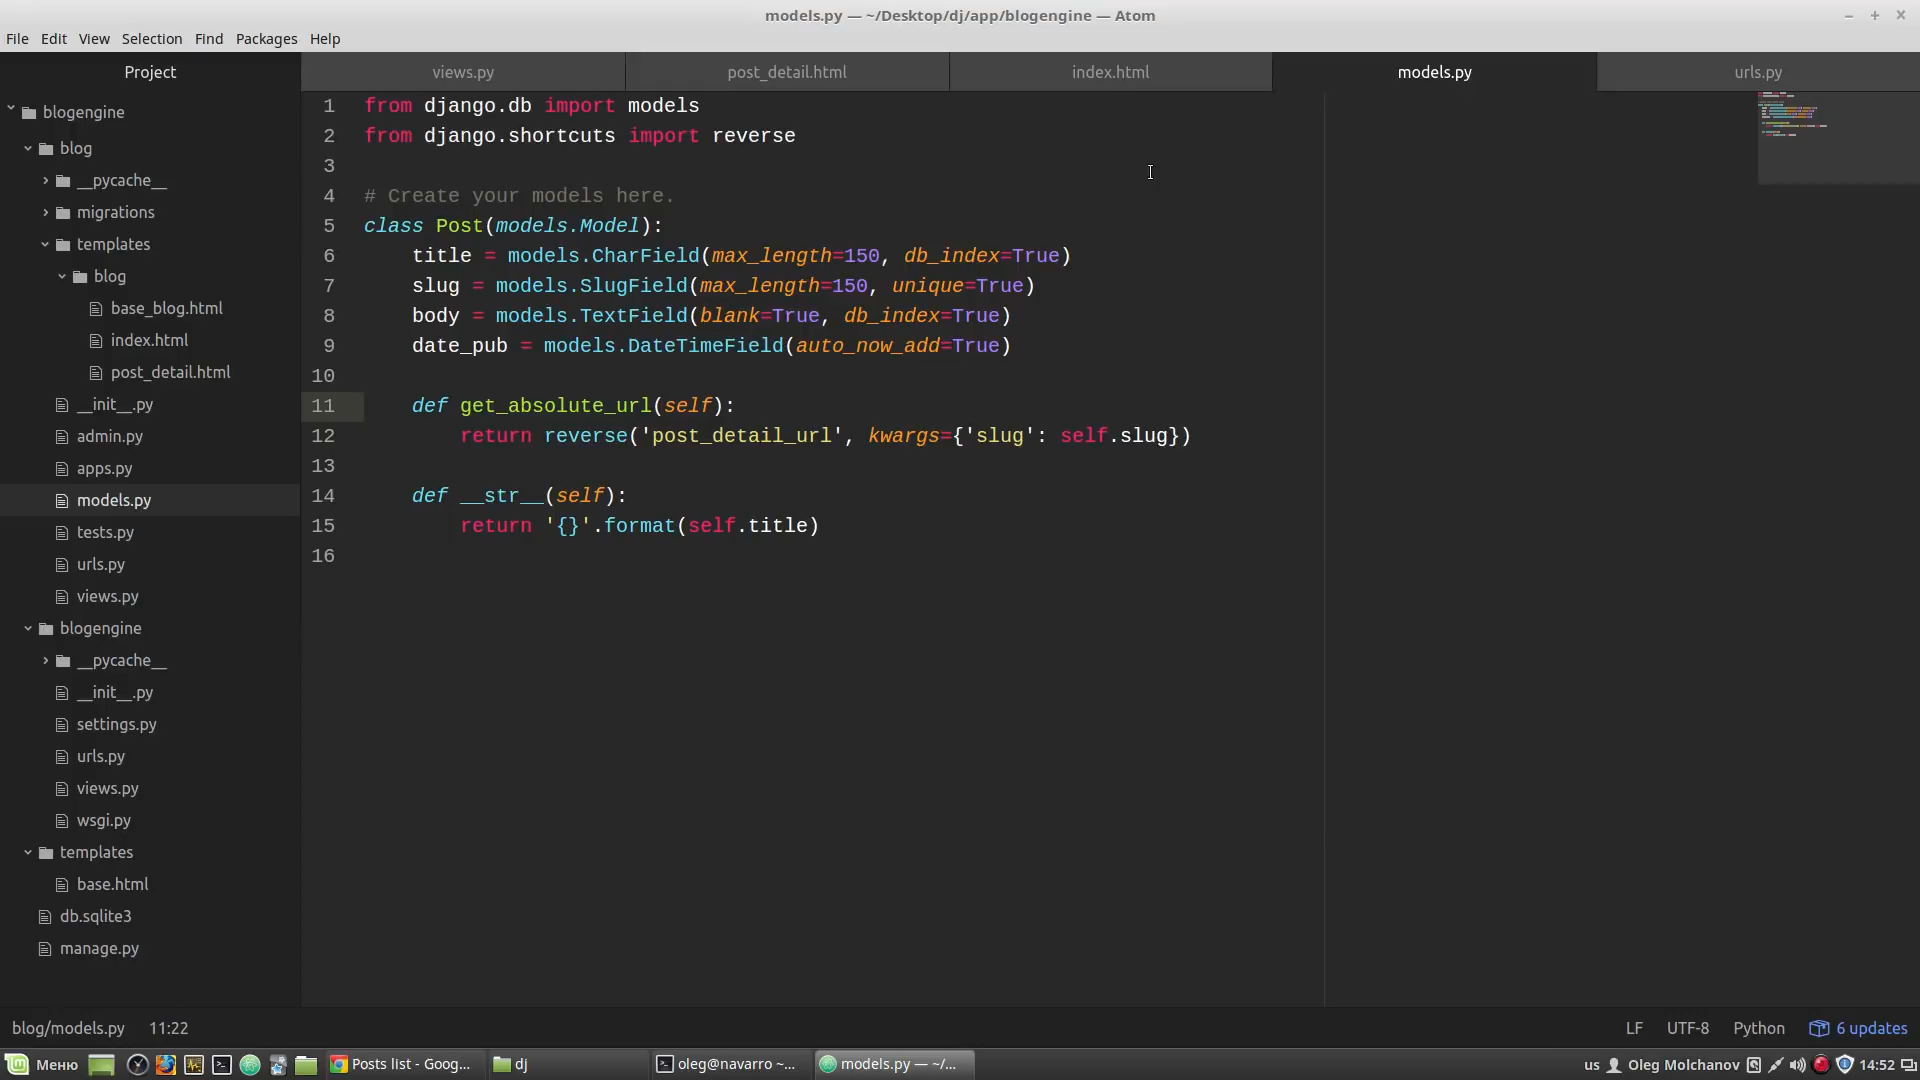 models.py — ~/Desktop/dj/app/blogengine — Atom
File Edit View Selection Find Packages Help
Project
views.py post_detail.html index.html models.py urls.py
blogengine
blog
__pycache__
migrations
templates
blog
base_blog.html
index.html
post_detail.html
__init__.py
admin.py
apps.py
models.py
tests.py
urls.py
views.py
blogengine
__pycache__
__init__.py
settings.py
urls.py
views.py
wsgi.py
templates
base.html
db.sqlite3
manage.py
1 from django.db import models
2 from django.shortcuts import reverse
3
4 # Create your models here.
5 class Post(models.Model):
6     title = models.CharField(max_length=150, db_index=True)
7     slug = models.SlugField(max_length=150, unique=True)
8     body = models.TextField(blank=True, db_index=True)
9     date_pub = models.DateTimeField(auto_now_add=True)
10
11     def get_absolute_url(self):
12         return reverse('post_detail_url', kwargs={'slug': self.slug})
13
14     def __str__(self):
15         return '{}'.format(self.title)
16
blog/models.py 11:22 LF UTF-8 Python 6 updates
Меню Posts list - Goog... dj oleg@navarro ~... models.py — ~/... us Oleg Molchanov 14:52